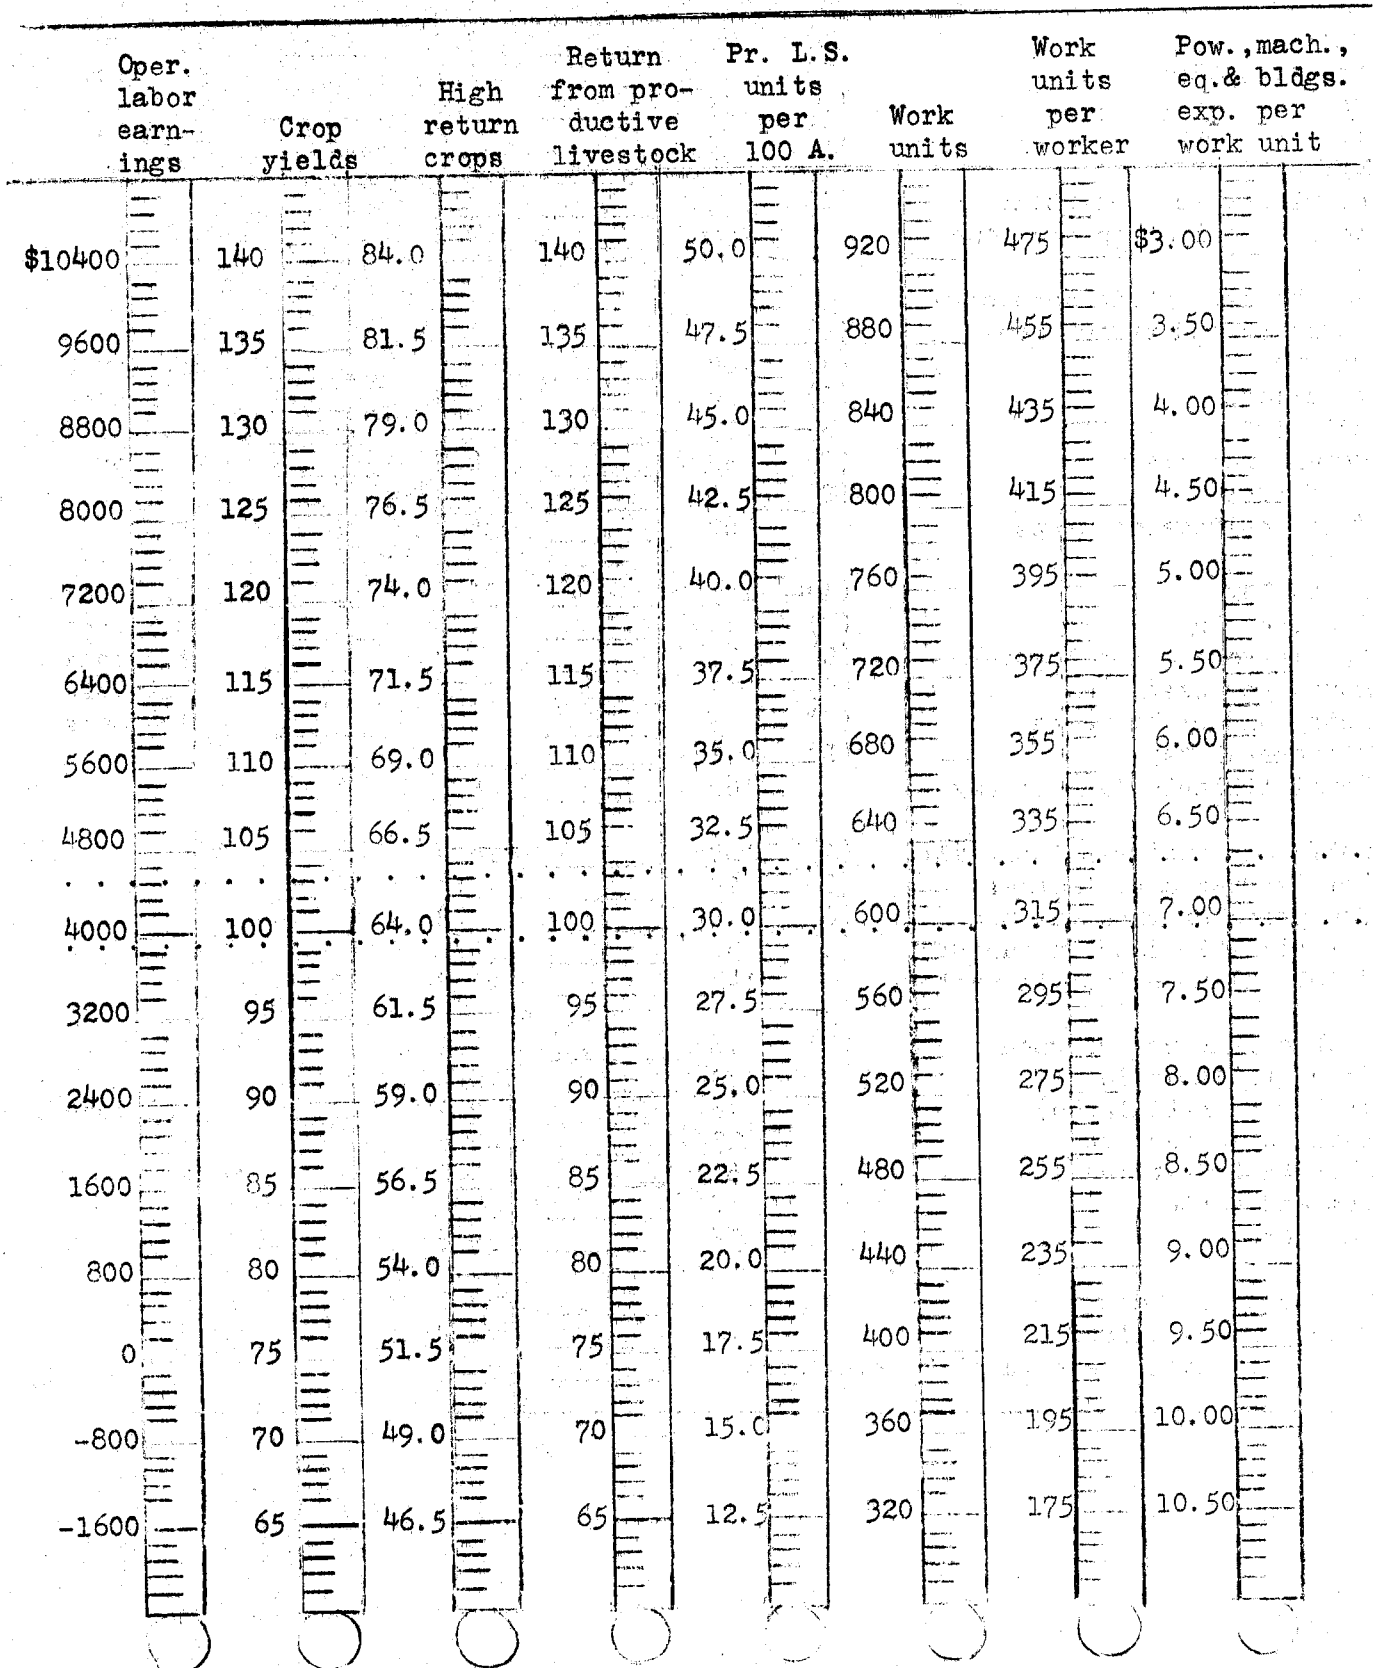 Oper. labor earn- ings Crop yields High return crops Return from pro- ductive livestock Pr. L.S. units per 100 A. Work units Work units per worker Pow.,mach., eq.& bldgs. exp. per work unit
$10400 140 84.0 140 50.0 920 475 $3.00
9600 135 81.5 135 47.5 880 455 3.50
8800 130 79.0 130 45.0 840 435 4.00
8000 125 76.5 125 42.5 800 415 4.50
7200 120 74.0 120 40.0 760 395 5.00
6400 115 71.5 115 37.5 720 375 5.50
5600 110 69.0 110 35.0 680 355 6.00
4800 105 66.5 105 32.5 640 335 6.50
4000 100 64.0 100 30.0 600 315 7.00
3200 95 61.5 95 27.5 560 295 7.50
2400 90 59.0 90 25.0 520 275 8.00
1600 85 56.5 85 22.5 480 255 8.50
800 80 54.0 80 20.0 440 235 9.00
0 75 51.5 75 17.5 400 215 9.50
-800 70 49.0 70 15.0 360 195 10.00
-1600 65 46.5 65 12.5 320 175 10.50